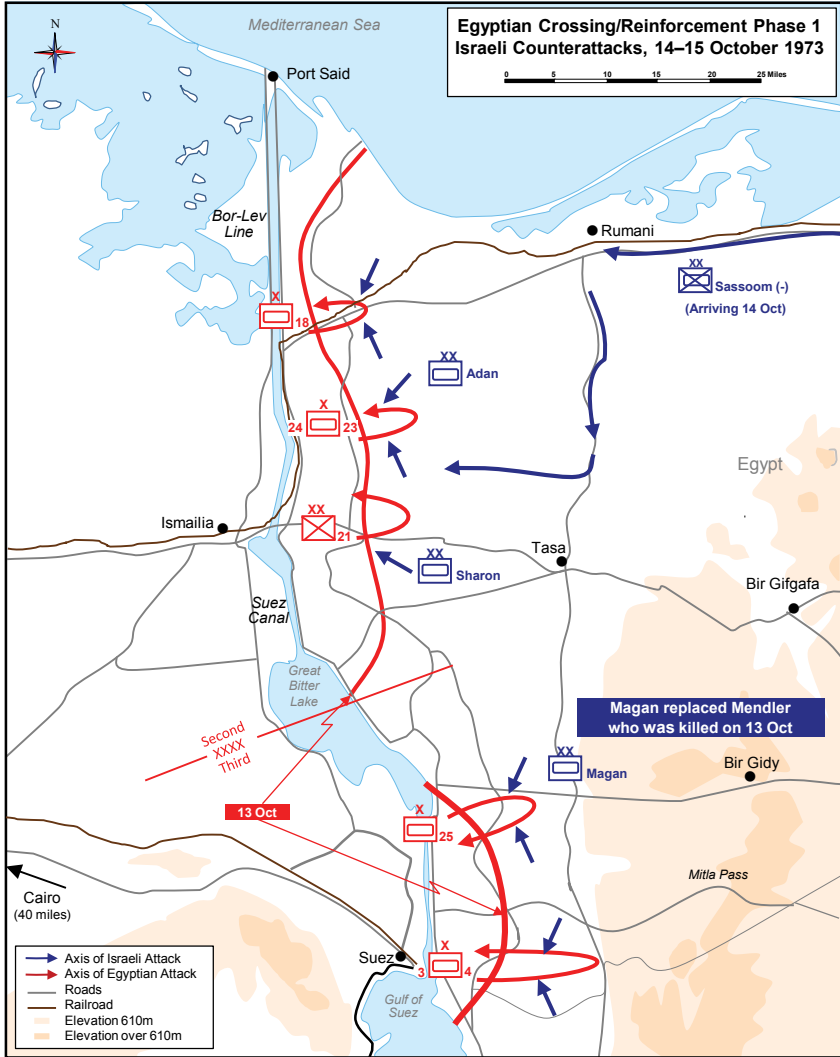 Egyptian Crossing/Reinforcement Phase 1
Israeli Counterattacks, 14–15 October 1973
0 5 10 15 20 25 Miles
N
Mediterranean Sea
Port Said
Bor-Lev
Line
Rumani
XX
Sassoom (-)
(Arriving 14 Oct)
X
18
XX
Adan
X
24 23
Egypt
Ismailia
XX
21
XX
Sharon
Tasa
Bir Gifgafa
Suez
Canal
Great
Bitter
Lake
Second
XXXX
Third
Magan replaced Mendler
who was killed on 13 Oct
XX
Magan
Bir Gidy
13 Oct
X
25
Mitla Pass
Cairo
(40 miles)
Suez
X
3 4
Gulf of
Suez
Axis of Israeli Attack
Axis of Egyptian Attack
Roads
Railroad
Elevation 610m
Elevation over 610m